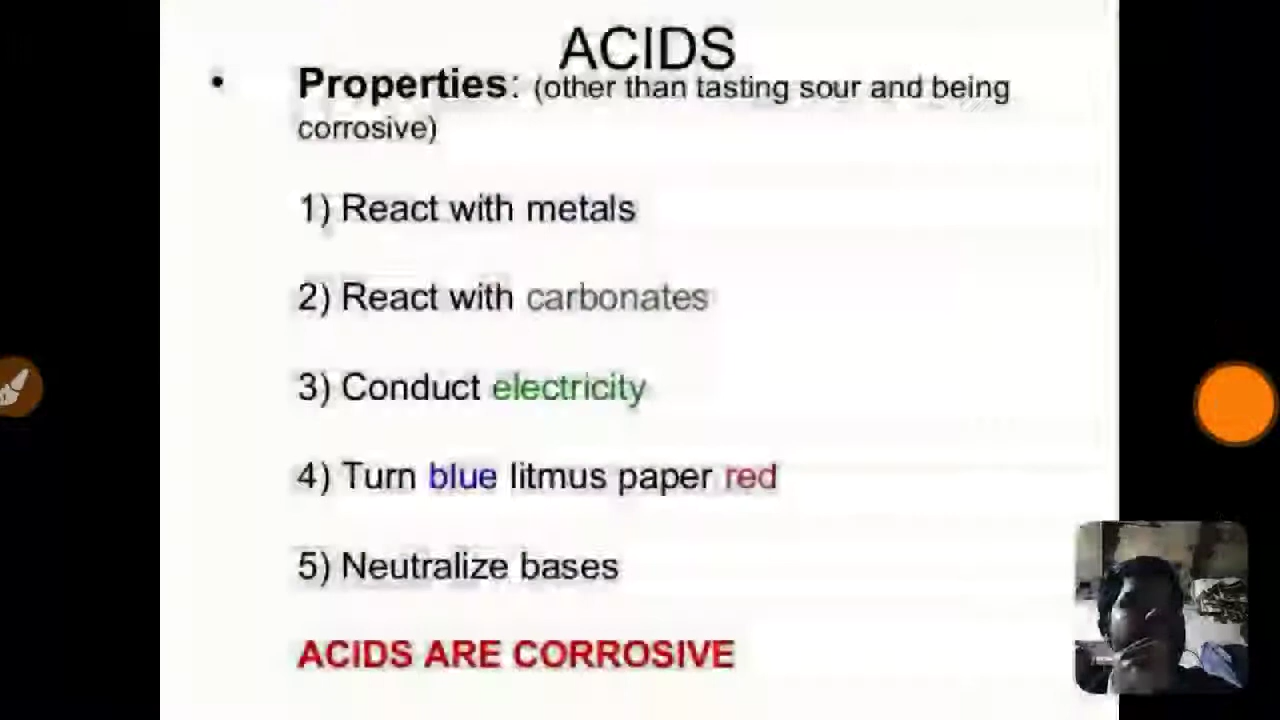 ACIDS
• Properties: (other than tasting sour and being
corrosive)
1) React with metals
2) React with carbonates
3) Conduct electricity
4) Turn blue litmus paper red
5) Neutralize bases
ACIDS ARE CORROSIVE